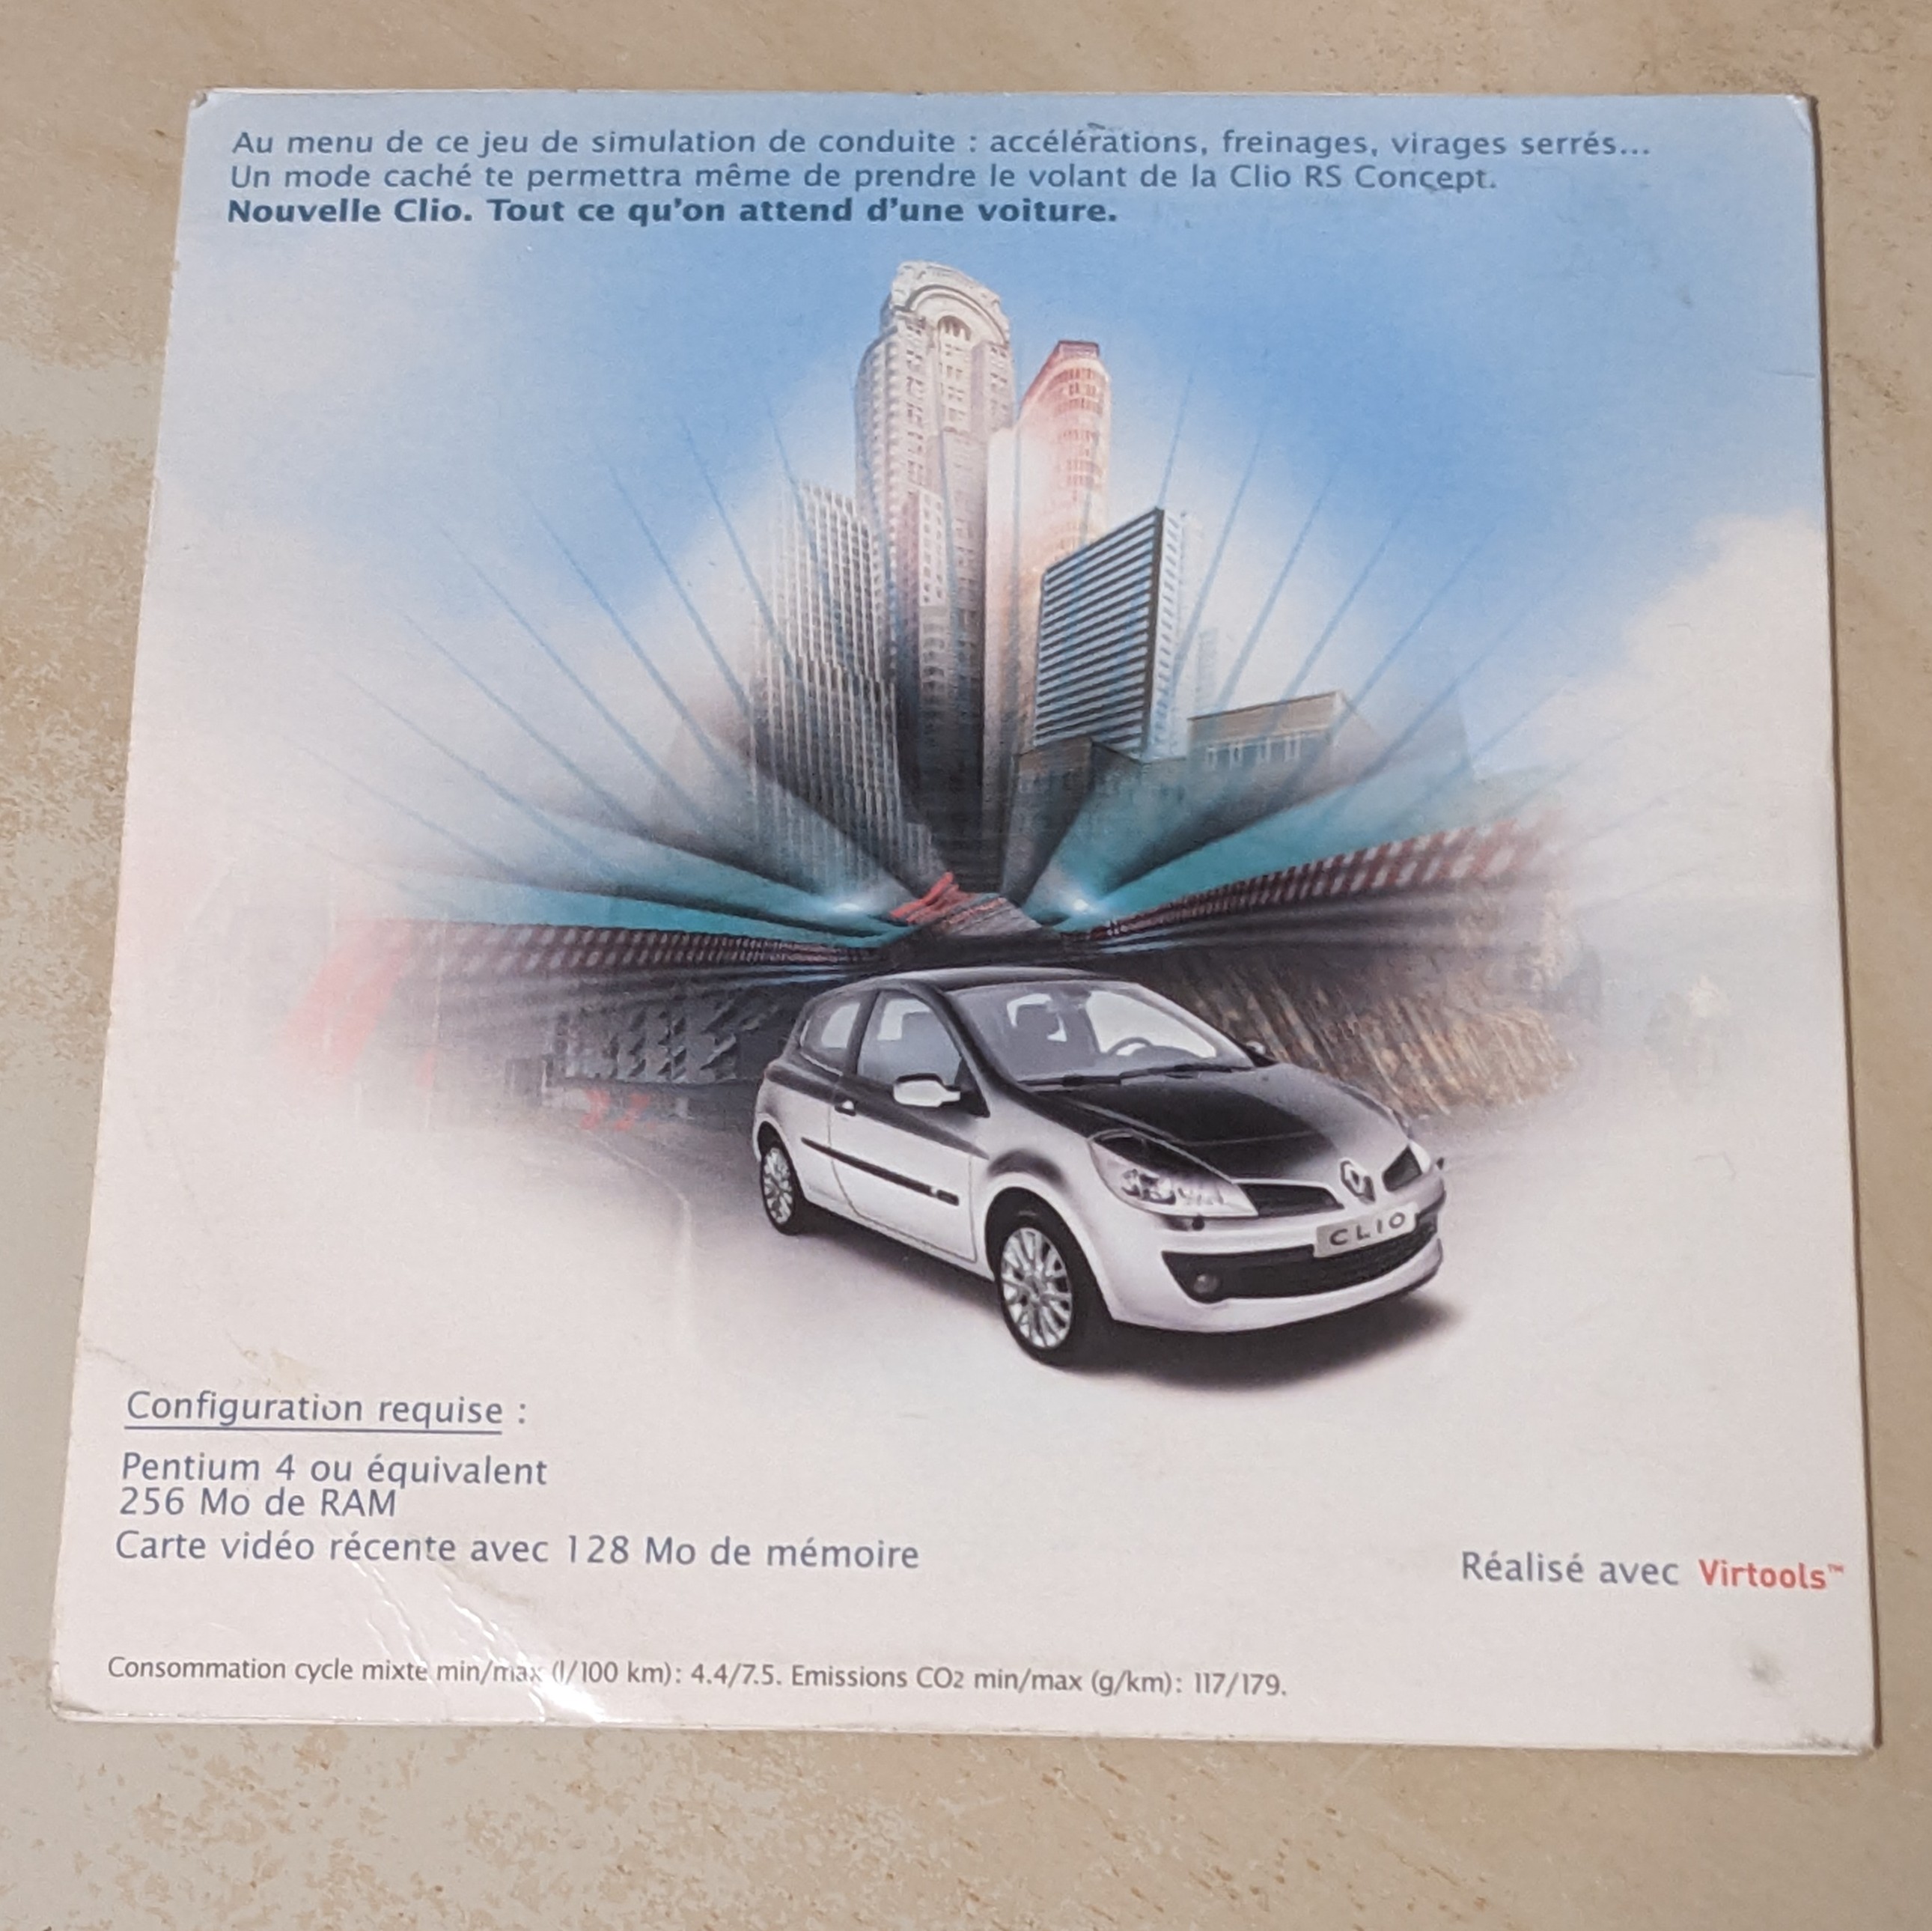 Au menu de ce jeu de simulation de conduite : accélérations, freinages, virages serrés...
Un mode caché te permettra même de prendre le volant de la Clio RS Concept.
Nouvelle Clio. Tout ce qu'on attend d'une voiture.
CLIO
Configuration requise :
Pentium 4 ou équivalent
256 Mo de RAM
Carte vidéo récente avec 128 Mo de mémoire
Réalisé avec Virtools™
Consommation cycle mixte min/max (l/100 km): 4.4/7.5. Emissions CO2 min/max (g/km): 117/179.